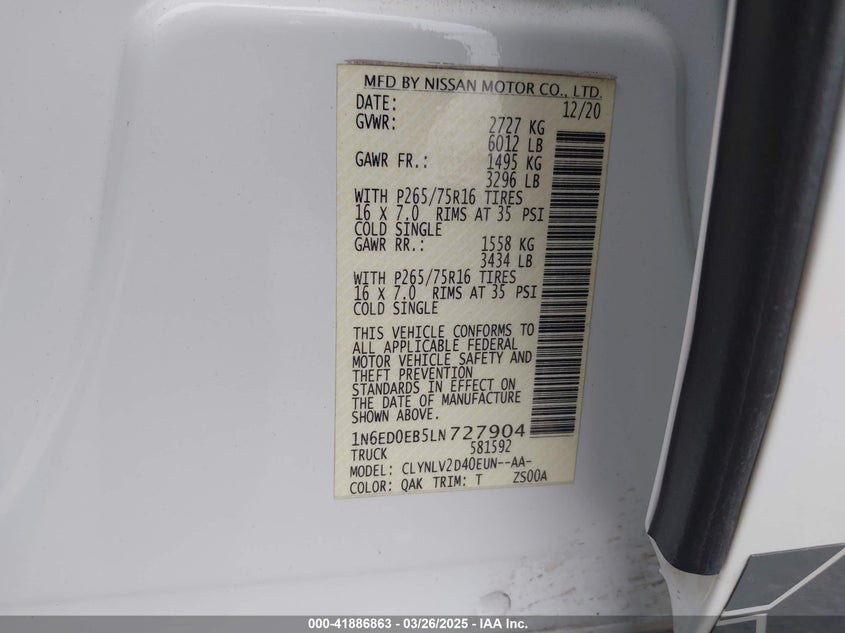 MFD BY NISSAN MOTOR CO., LTD.
DATE: 12/20
GVWR: 2727 KG
6012 LB
GAWR FR.: 1495 KG
3296 LB
WITH P265/75R16 TIRES
16 X 7.0 RIMS AT 35 PSI
COLD SINGLE
GAWR RR.: 1558 KG
3434 LB
WITH P265/75R16 TIRES
16 X 7.0 RIMS AT 35 PSI
COLD SINGLE
THIS VEHICLE CONFORMS TO
ALL APPLICABLE FEDERAL
MOTOR VEHICLE SAFETY AND
THEFT PREVENTION
STANDARDS IN EFFECT ON
THE DATE OF MANUFACTURE
SHOWN ABOVE.
1N6ED0EB5LN727904
TRUCK 581592
MODEL: CLYNLV2D40EUN--AA-
COLOR: QAK TRIM: T ZS00A
000-41886863 - 03/26/2025 - IAA Inc.